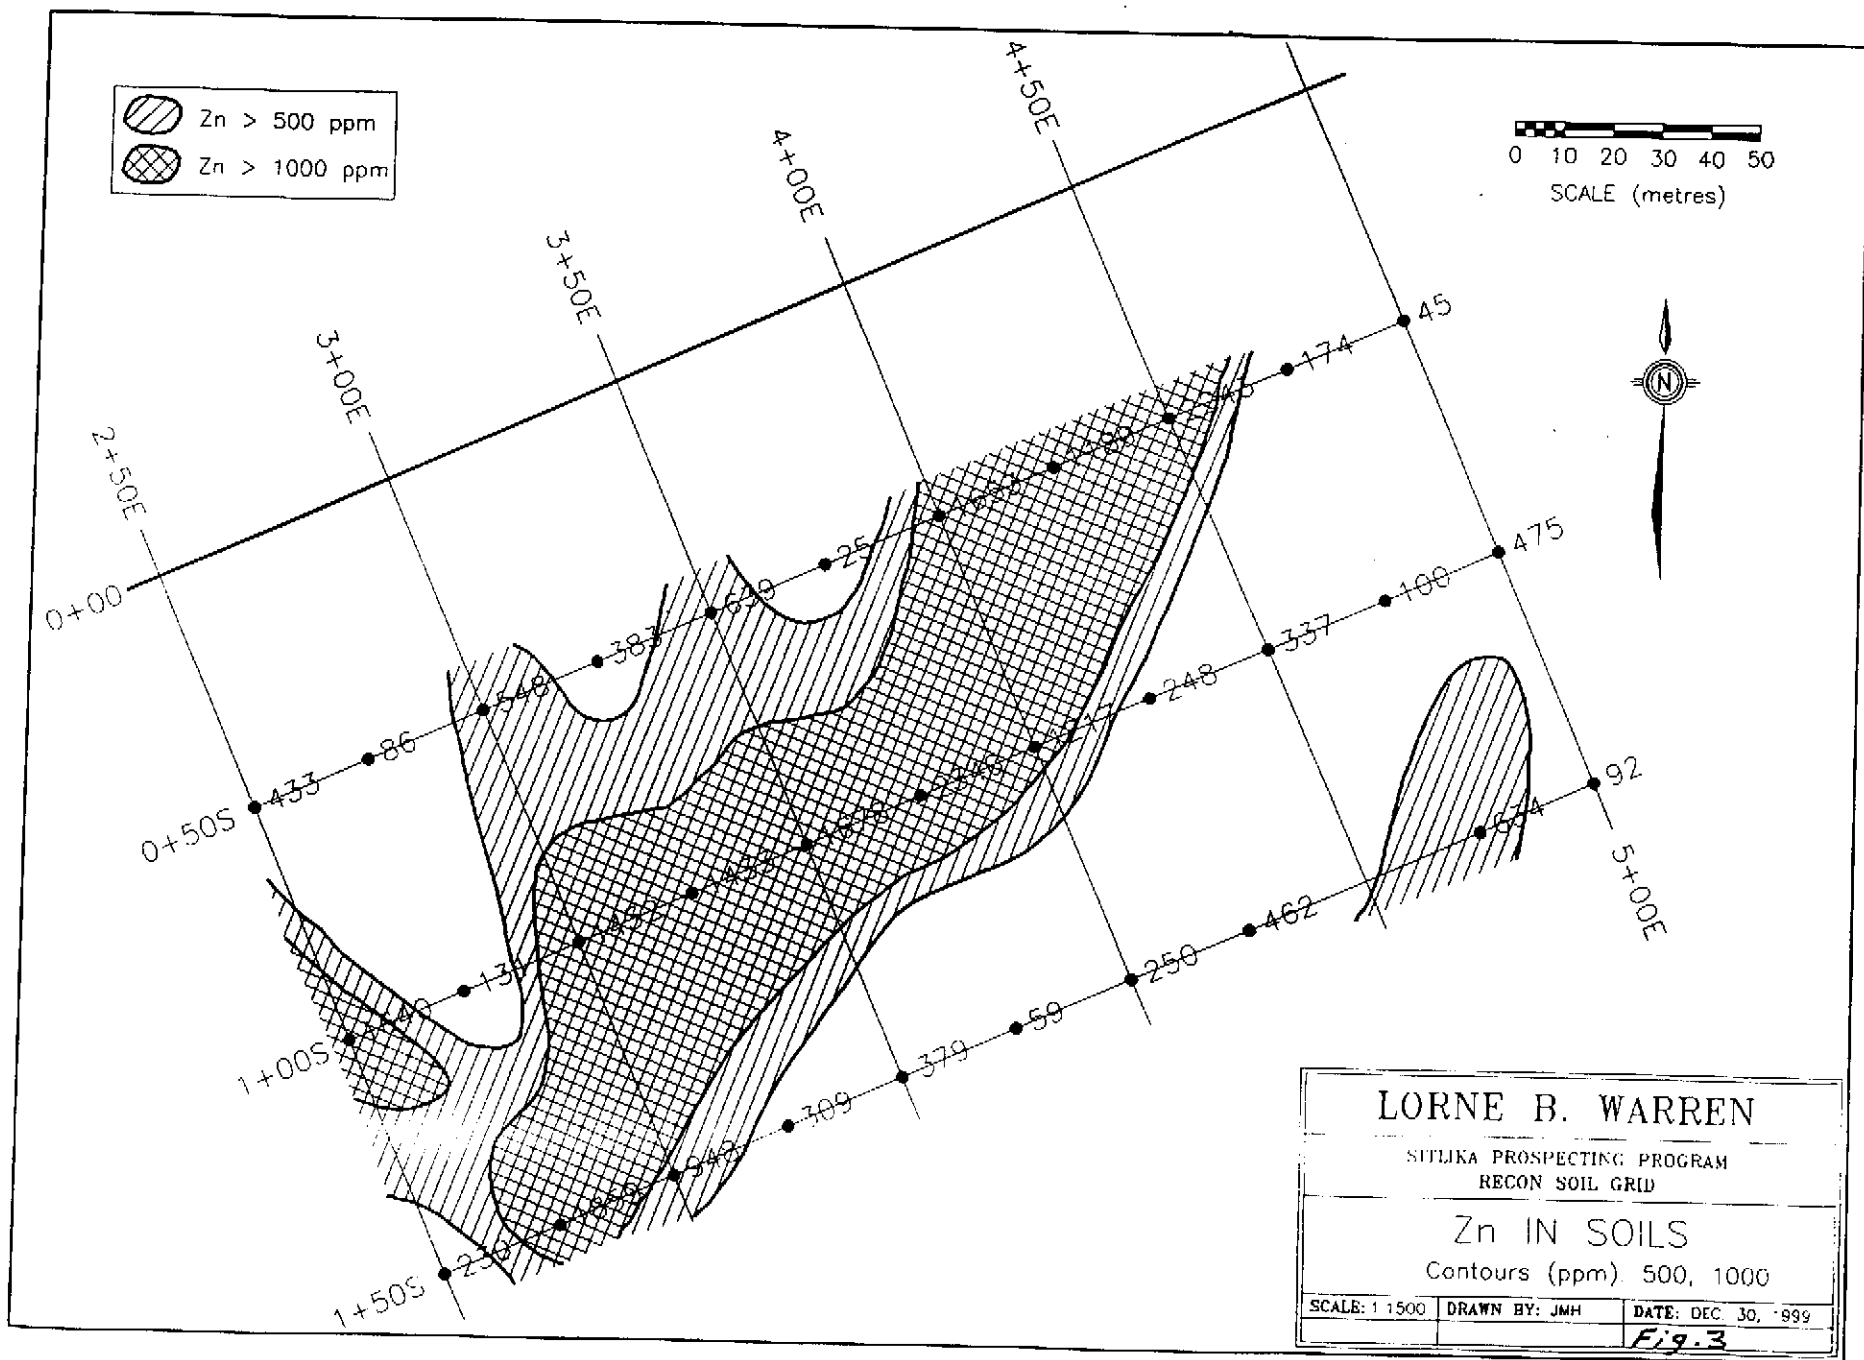 Zn > 500 ppm
Zn > 1000 ppm
4+50E
4+00E
3+50E
3+00E
2+50E
0 10 20 30 40 50
SCALE (metres)
N
0+00
0+50S 433 86 548 383 639 25 174 45
1+00S 248 337 100 475
1+50S 239 943 309 379 59 250 462 634 92
5+00E
LORNE B. WARREN
SITLIKA PROSPECTING PROGRAM
RECON SOIL GRID
Zn IN SOILS
Contours (ppm) 500, 1000
SCALE: 1 1500 DRAWN BY: JMH DATE: DEC. 30, 1999
Fig. 3